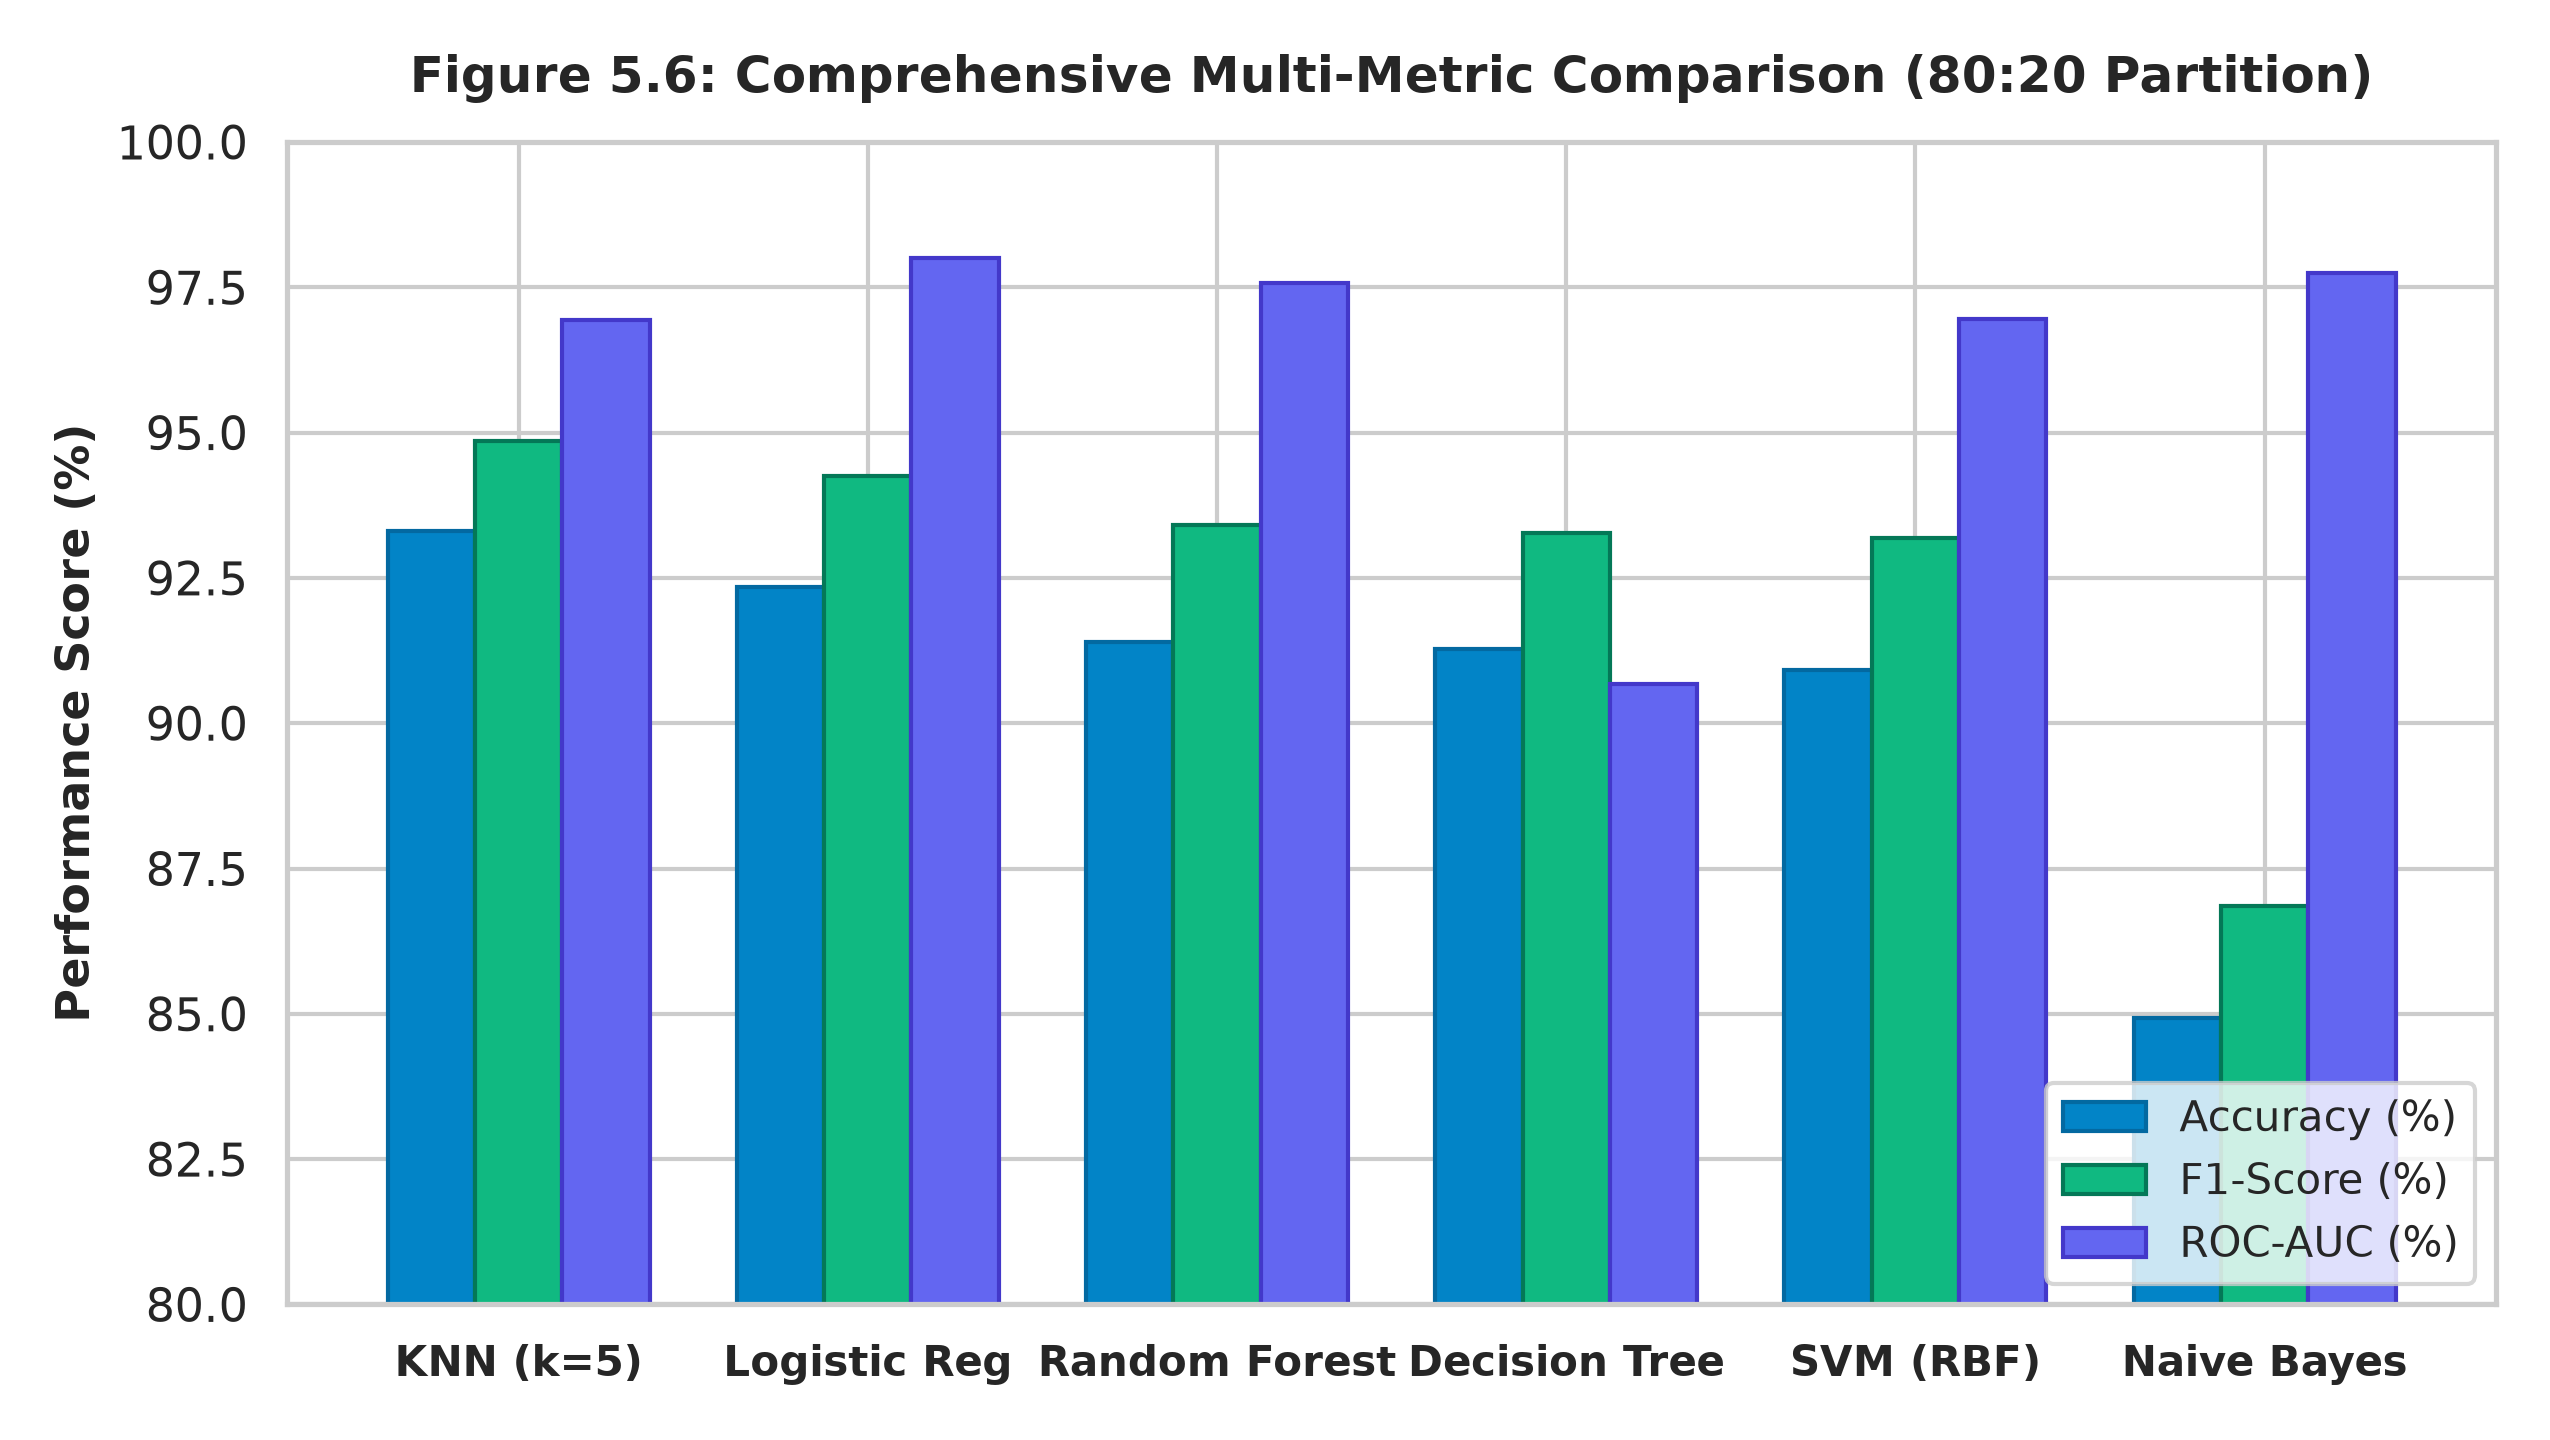 Figure 5.6: Comprehensive Multi-Metric Comparison (80:20 Partition)
Performance Score (%)
100.0
97.5
95.0
92.5
90.0
87.5
85.0
82.5
80.0
KNN (k=5)
Logistic Reg
Random Forest
Decision Tree
SVM (RBF)
Naive Bayes
Accuracy (%)
F1-Score (%)
ROC-AUC (%)